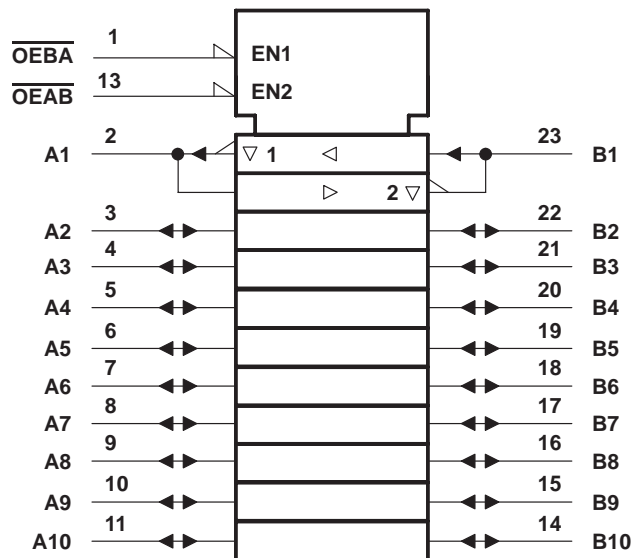 OEBA 1 EN1
OEAB 13 EN2
A1 2 1 23 B1
2
A2 3 22 B2
A3 4 21 B3
A4 5 20 B4
A5 6 19 B5
A6 7 18 B6
A7 8 17 B7
A8 9 16 B8
A9 10 15 B9
A10 11 14 B10